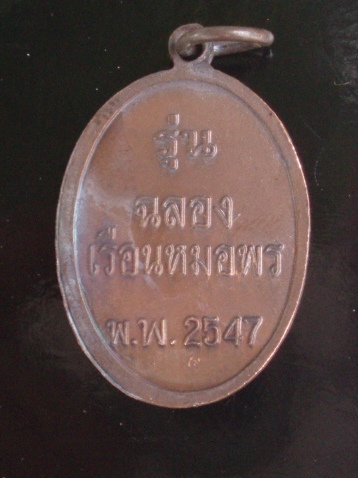 รุ่น
ฉลอง
เรือนหมอพร
พ.พ. 2547